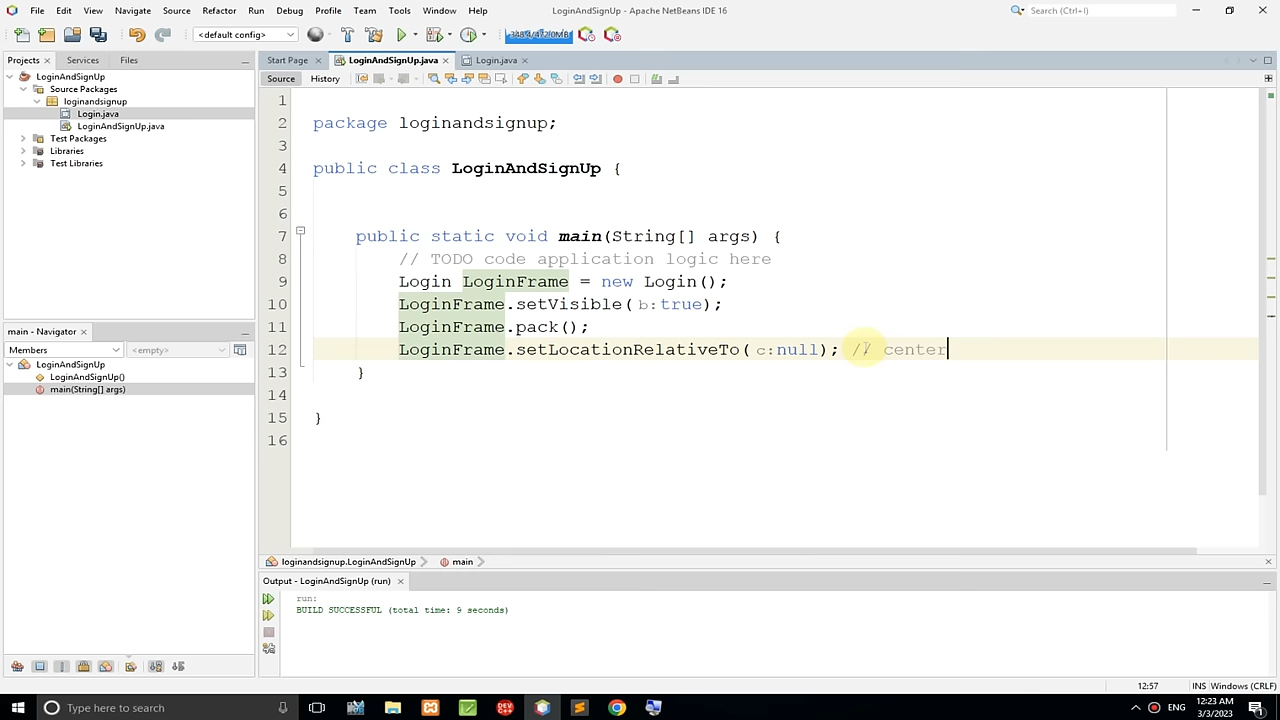 File Edit View Navigate Source Refactor Run Debug Profile Team Tools Window Help LoginAndSignUp - Apache NetBeans IDE 16 Search (Ctrl+I)
<default config>
Projects Services Files
Start Page LoginAndSignUp.java Login.java
Source History
LoginAndSignUp
Source Packages
loginandsignup
Login.java
LoginAndSignUp.java
Test Packages
Libraries
Test Libraries
1
2 package loginandsignup;
3
4 public class LoginAndSignUp {
5
6
7 public static void main(String[] args) {
8 // TODO code application logic here
9 Login LoginFrame = new Login();
10 LoginFrame.setVisible(b:true);
11 LoginFrame.pack();
12 LoginFrame.setLocationRelativeTo(c:null); // center
13 }
14
15 }
16
main - Navigator
Members <empty>
LoginAndSignUp
LoginAndSignUp()
main(String[] args)
loginandsignup.LoginAndSignUp main
Output - LoginAndSignUp (run)
run:
BUILD SUCCESSFUL (total time: 9 seconds)
12:57 INS Windows (CRLF)
Type here to search
ENG
12:23 AM
3/3/2023